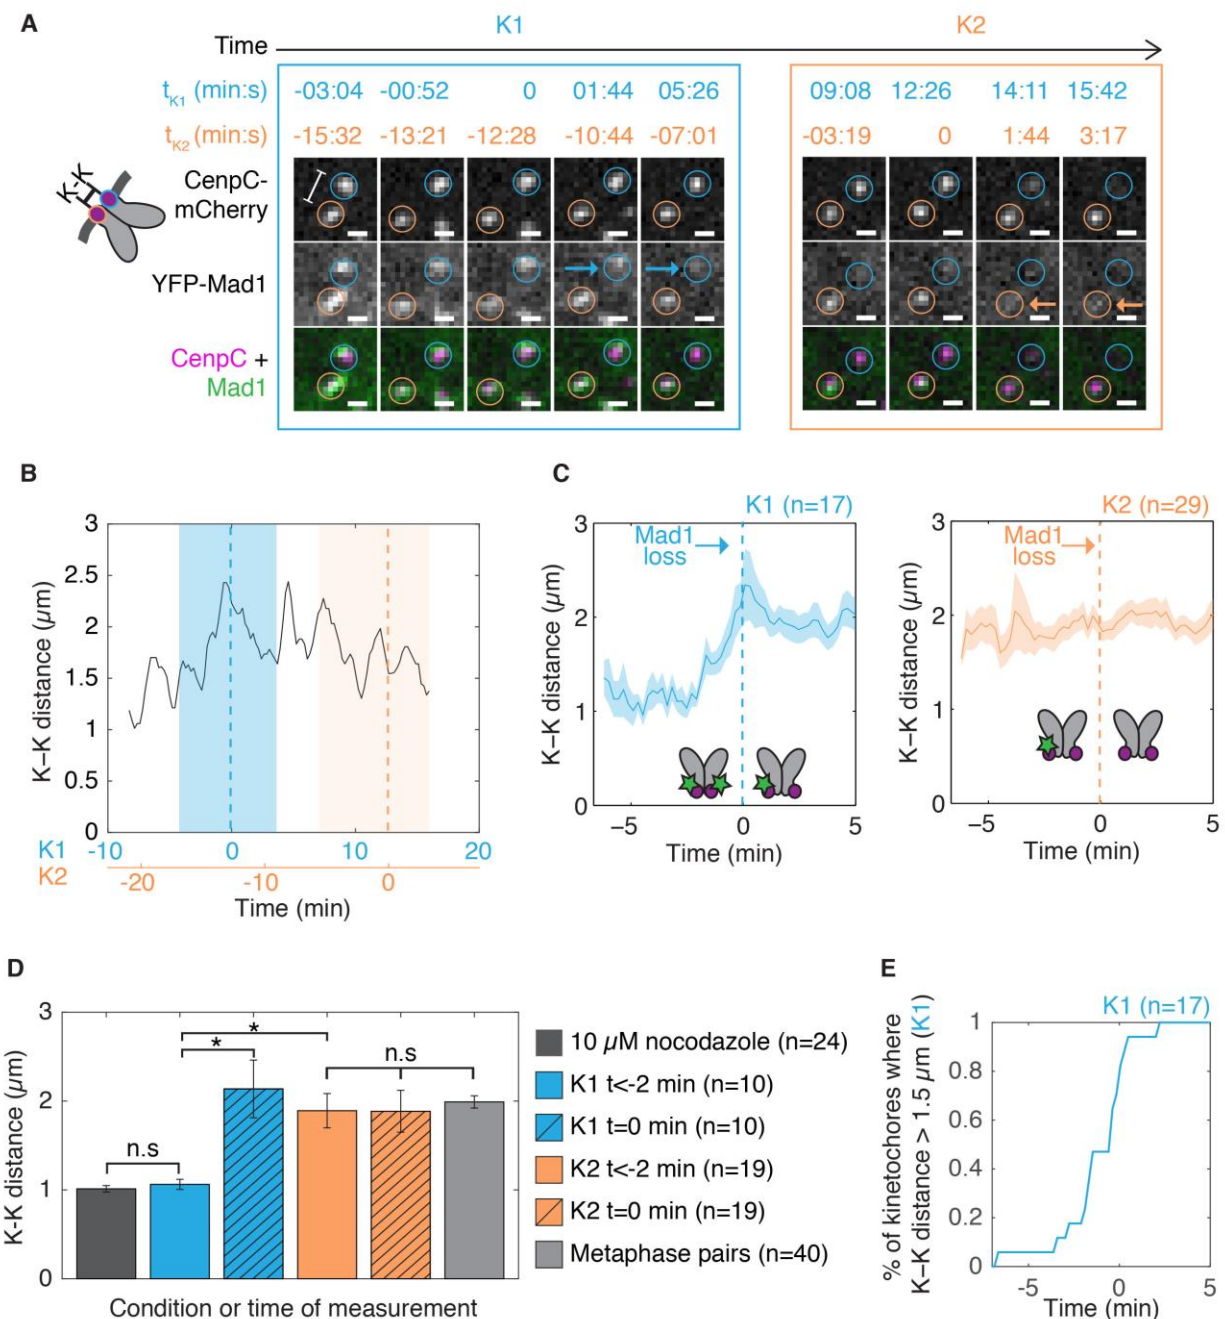 A
K1
K2
Time
t_K1 (min:s) -03:04 -00:52 0 01:44 05:26 09:08 12:26 14:11 15:42
t_K2 (min:s) -15:32 -13:21 -12:28 -10:44 -07:01 -03:19 0 1:44 3:17
K-K
CenpC-
mCherry
YFP-Mad1
CenpC +
Mad1
B
K–K distance (µm)
3
2.5
2
1.5
1
0.5
0
K1 -10 0 10 20
K2 -20 -10 0
Time (min)
C
K1 (n=17)
Mad1
loss
K–K distance (µm)
3
2
1
0
−5 0 5
Time (min)
K2 (n=29)
Mad1
loss
K–K distance (µm)
3
2
1
0
−5 0 5
Time (min)
D
K-K distance (µm)
3
2
1
0
n.s
*
*
n.s
Condition or time of measurement
10 µM nocodazole (n=24)
K1 t<-2 min (n=10)
K1 t=0 min (n=10)
K2 t<-2 min (n=19)
K2 t=0 min (n=19)
Metaphase pairs (n=40)
E
K1 (n=17)
% of kinetochores where
K–K distance > 1.5 µm (K1)
1
0.8
0.6
0.4
0.2
0
-5 0 5
Time (min)